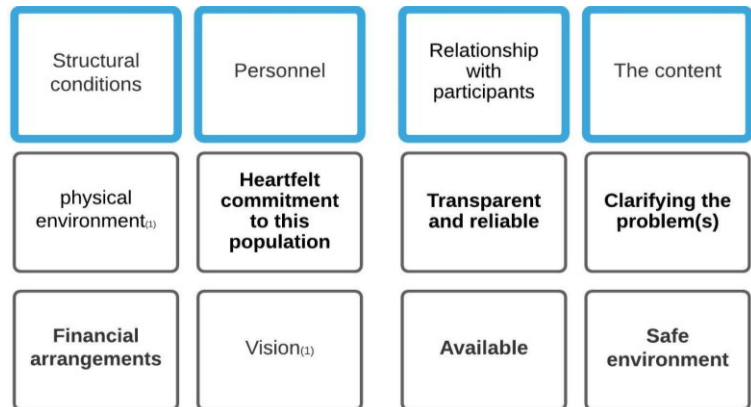 Structural
conditions
Personnel
Relationship
with
participants
The content
physical
environment(1)
Heartfelt
commitment
to this
population
Transparent
and reliable
Clarifying the
problem(s)
Financial
arrangements
Vision(1)
Available
Safe
environment